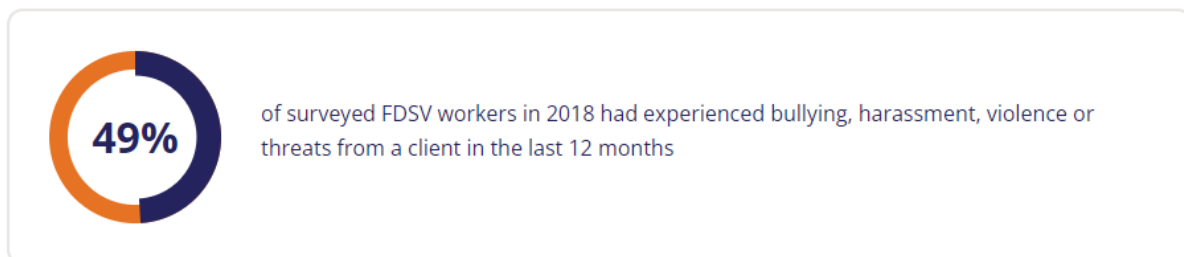 49%
of surveyed FDSV workers in 2018 had experienced bullying, harassment, violence or
threats from a client in the last 12 months